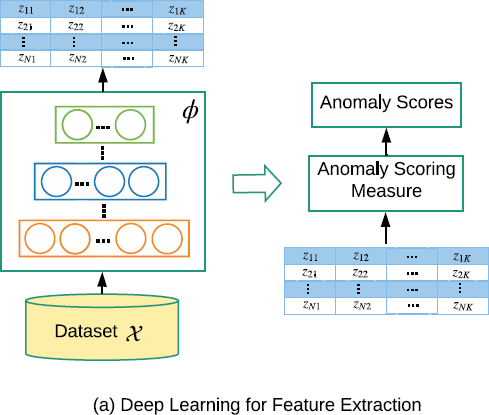 z11 z12 ... z1K
z21 z22 ... z2K
⋮ ⋮ ... ⋮
zN1 zN2 ... zNK
ϕ
Dataset 𝒳
Anomaly Scores
Anomaly Scoring
Measure
z11 z12 ... z1K
z21 z22 ... z2K
⋮ ⋮ ... ⋮
zN1 zN2 ... zNK
(a) Deep Learning for Feature Extraction